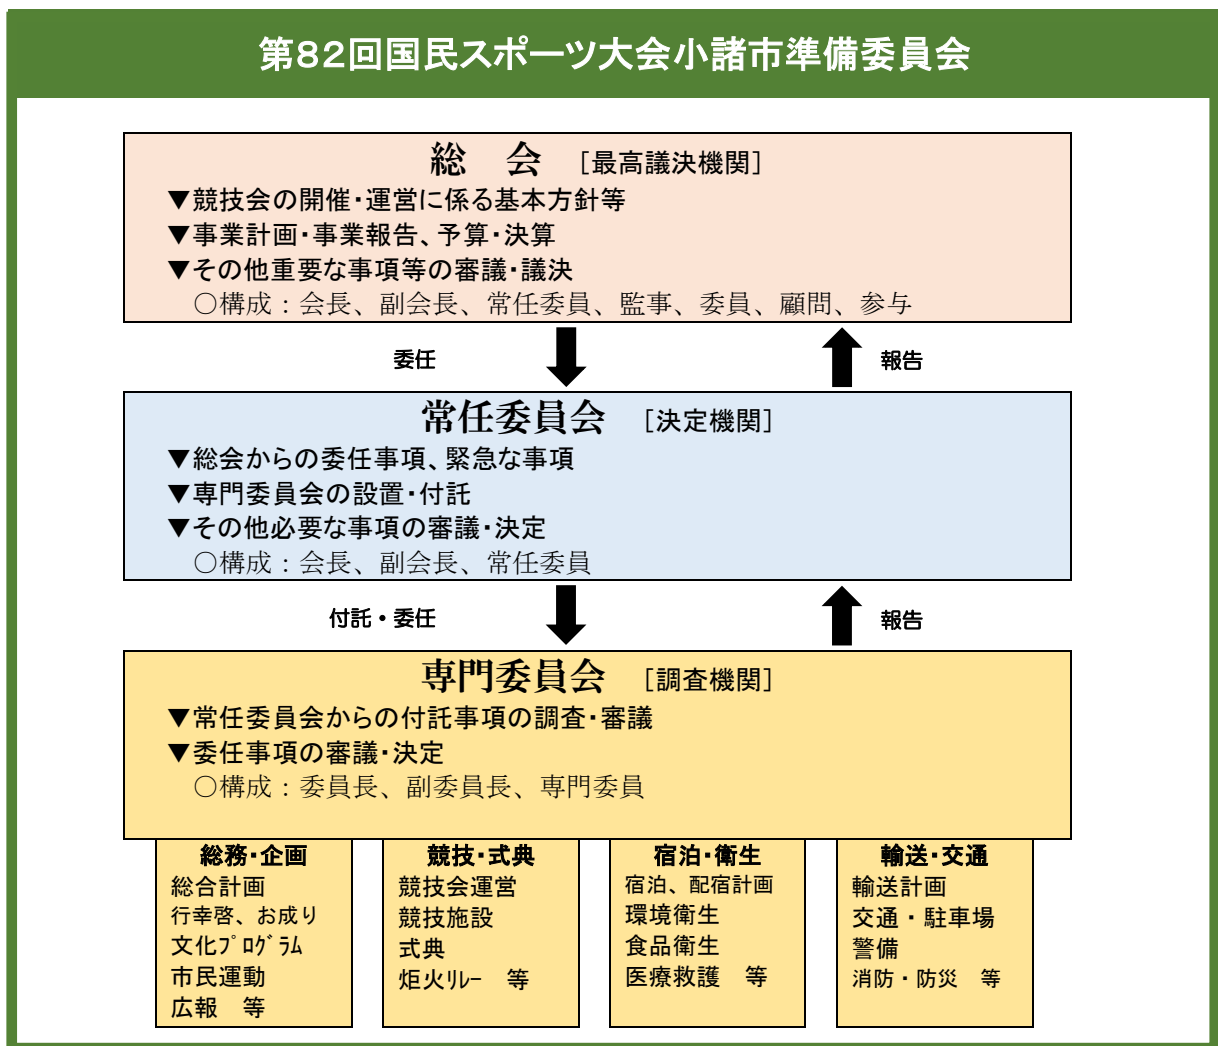 第82回国民スポーツ大会小諸市準備委員会
総　会　［最高議決機関］
▼競技会の開催・運営に係る基本方針等
▼事業計画・事業報告、予算・決算
▼その他重要な事項等の審議・議決
○構成：会長、副会長、常任委員、監事、委員、顧問、参与
委任
報告
常任委員会　［決定機関］
▼総会からの委任事項、緊急な事項
▼専門委員会の設置・付託
▼その他必要な事項の審議・決定
○構成：会長、副会長、常任委員
付託・委任
報告
専門委員会　［調査機関］
▼常任委員会からの付託事項の調査・審議
▼委任事項の審議・決定
○構成：委員長、副委員長、専門委員
総務・企画
総合計画
行幸啓、お成り
文化ﾌﾟﾛｸﾞﾗﾑ
市民運動
広報　等
競技・式典
競技会運営
競技施設
式典
炬火ﾘﾚｰ　等
宿泊・衛生
宿泊、配宿計画
環境衛生
食品衛生
医療救護　等
輸送・交通
輸送計画
交通・駐車場
警備
消防・防災　等